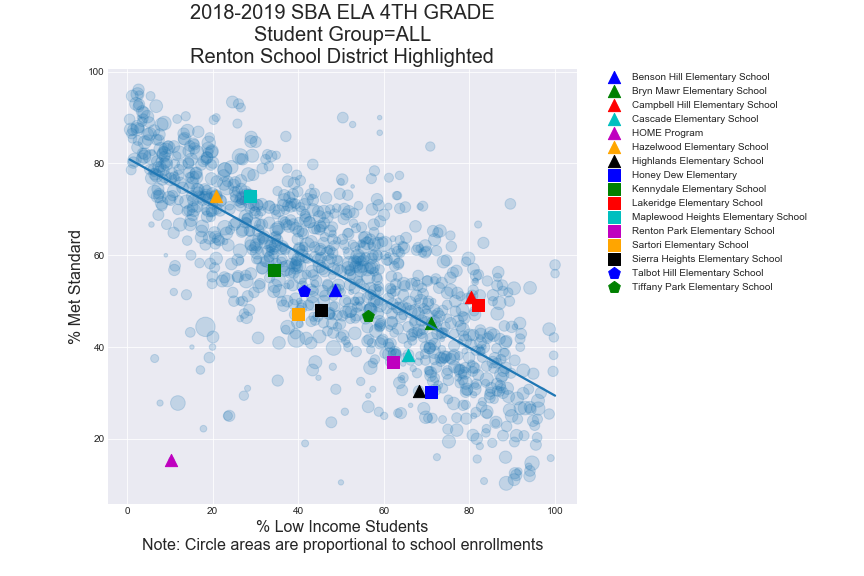 2018-2019 SBA ELA 4TH GRADE
Student Group=ALL
Renton School District Highlighted
100
80
60
40
20
% Met Standard
0
20
40
60
80
100
% Low Income Students
Note: Circle areas are proportional to school enrollments
Benson Hill Elementary School
Bryn Mawr Elementary School
Campbell Hill Elementary School
Cascade Elementary School
HOME Program
Hazelwood Elementary School
Highlands Elementary School
Honey Dew Elementary
Kennydale Elementary School
Lakeridge Elementary School
Maplewood Heights Elementary School
Renton Park Elementary School
Sartori Elementary School
Sierra Heights Elementary School
Talbot Hill Elementary School
Tiffany Park Elementary School